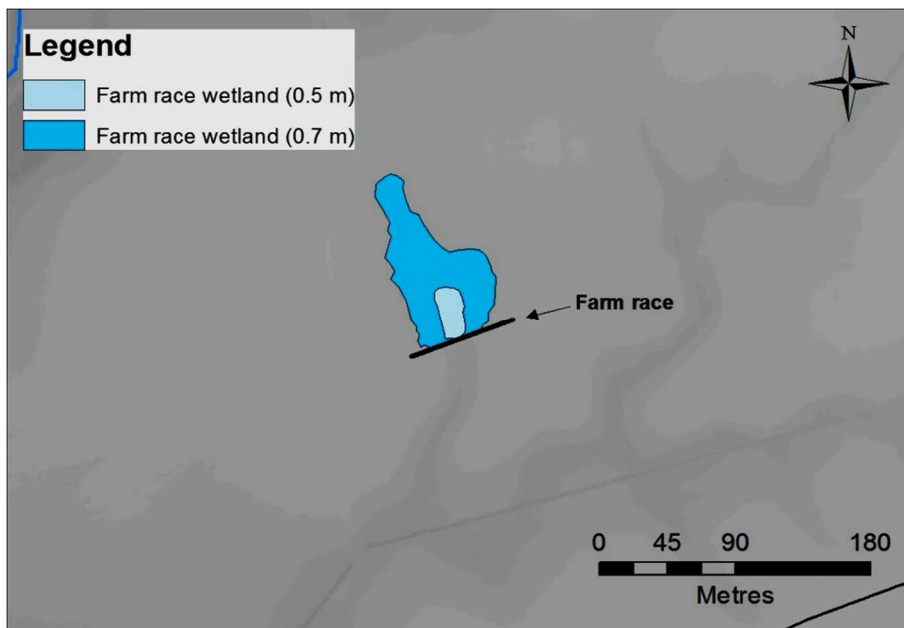 Legend
Farm race wetland (0.5 m)
Farm race wetland (0.7 m)
N
Farm race
0 45 90 180
Metres